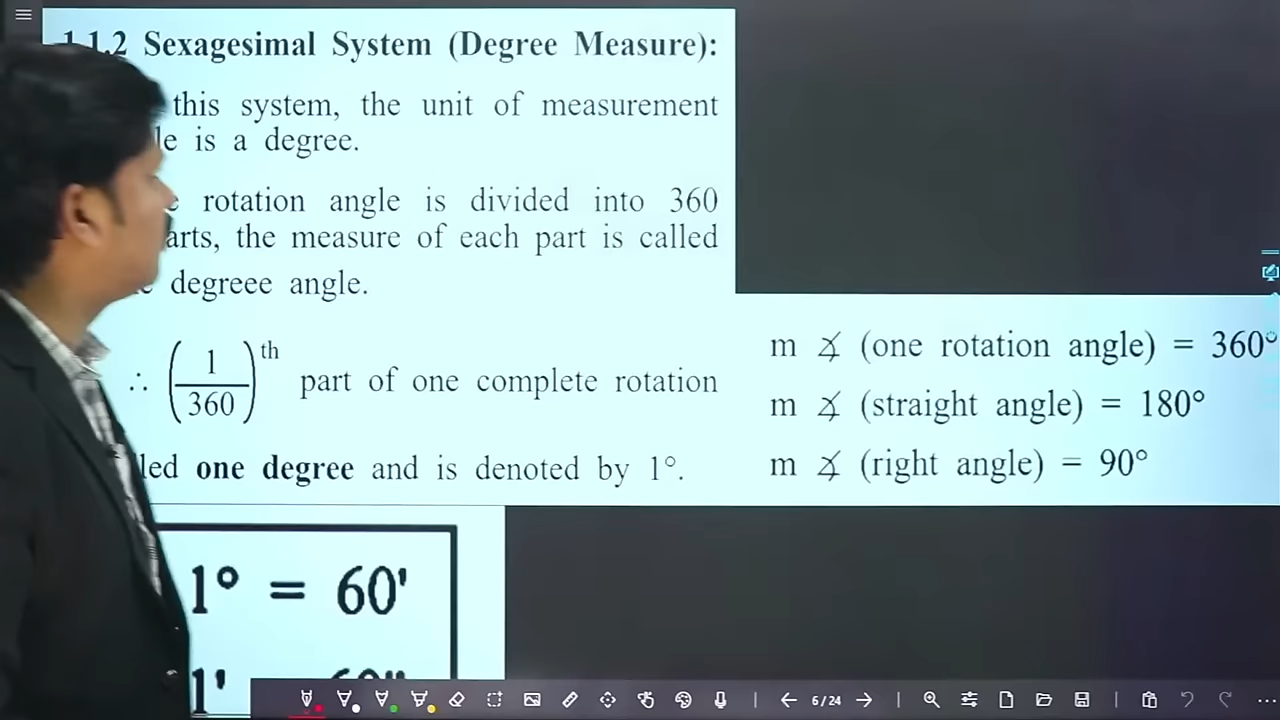 1.1.2 Sexagesimal System (Degree Measure):
this system, the unit of measurement
le is a degree.
rotation angle is divided into 360
arts, the measure of each part is called
degreee angle.
∴ (1/360)th part of one complete rotation
led one degree and is denoted by 1°.
m ∡ (one rotation angle) = 360°
m ∡ (straight angle) = 180°
m ∡ (right angle) = 90°
1° = 60'
1' 60"
6/24